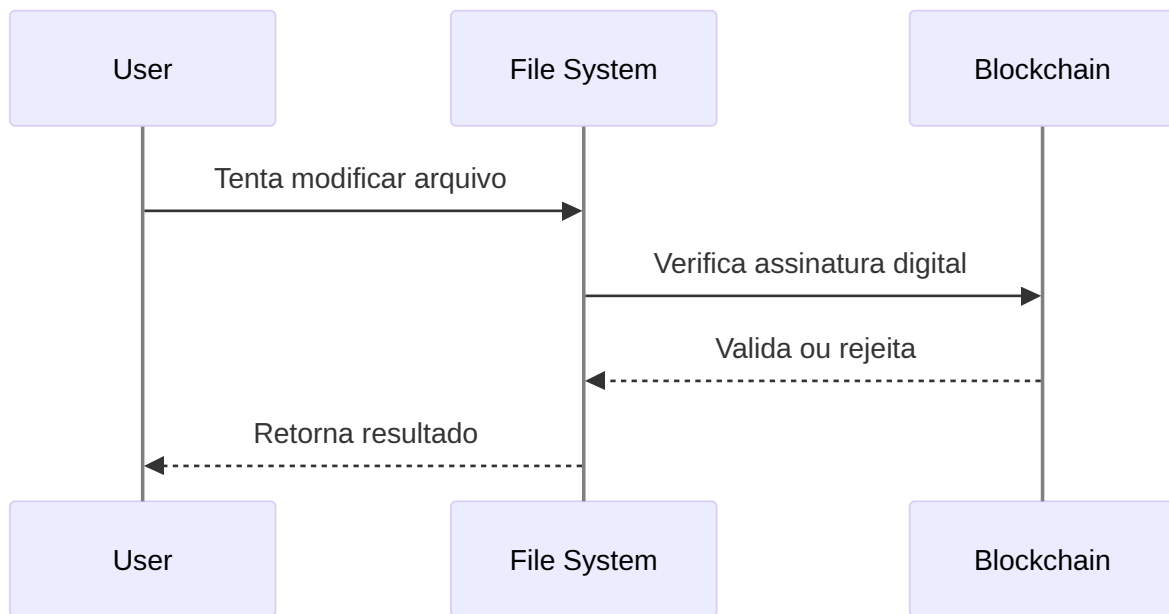 User
File System
Blockchain
Tenta modificar arquivo
Verifica assinatura digital
Valida ou rejeita
Retorna resultado
User
File System
Blockchain